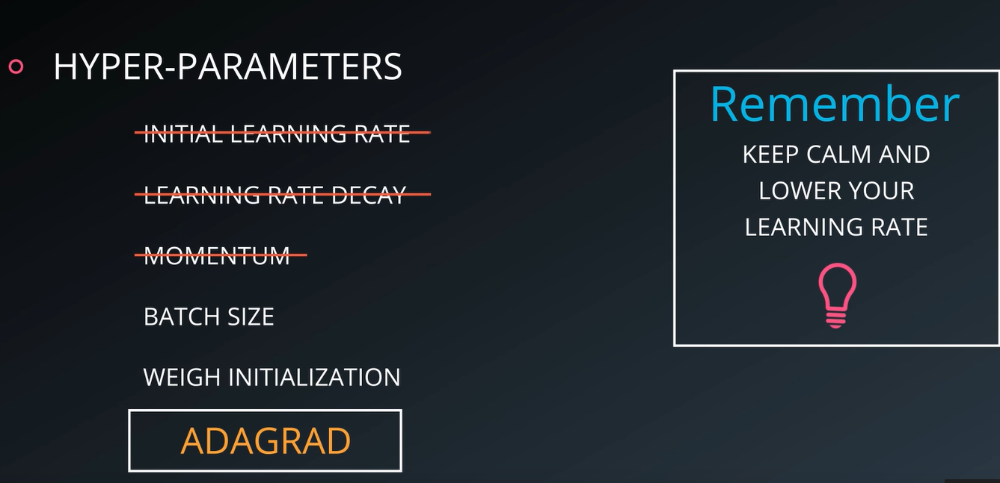 HYPER-PARAMETERS
INITIAL LEARNING RATE
LEARNING RATE DECAY
MOMENTUM
BATCH SIZE
WEIGH INITIALIZATION
ADAGRAD
Remember
KEEP CALM AND
LOWER YOUR
LEARNING RATE